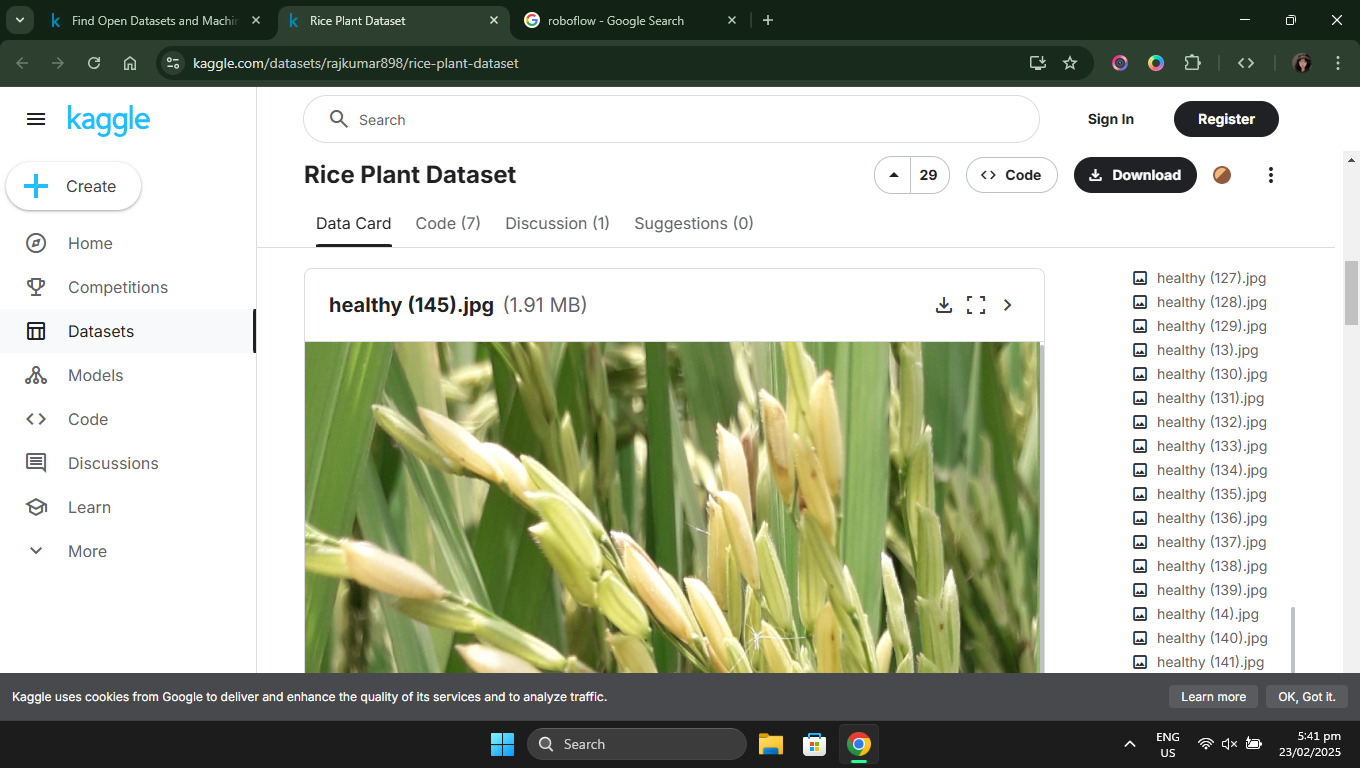 Find Open Datasets and Machin
Rice Plant Dataset
roboflow - Google Search
kaggle.com/datasets/rajkumar898/rice-plant-dataset
kaggle
Search
Sign In
Register
Create
Home
Competitions
Datasets
Models
Code
Discussions
Learn
More
Rice Plant Dataset
29
Code
Download
Data Card
Code (7)
Discussion (1)
Suggestions (0)
healthy (145).jpg (1.91 MB)
healthy (127).jpg
healthy (128).jpg
healthy (129).jpg
healthy (13).jpg
healthy (130).jpg
healthy (131).jpg
healthy (132).jpg
healthy (133).jpg
healthy (134).jpg
healthy (135).jpg
healthy (136).jpg
healthy (137).jpg
healthy (138).jpg
healthy (139).jpg
healthy (14).jpg
healthy (140).jpg
healthy (141).jpg
Kaggle uses cookies from Google to deliver and enhance the quality of its services and to analyze traffic.
Learn more
OK, Got it.
Search
ENG
US
5:41 pm
23/02/2025